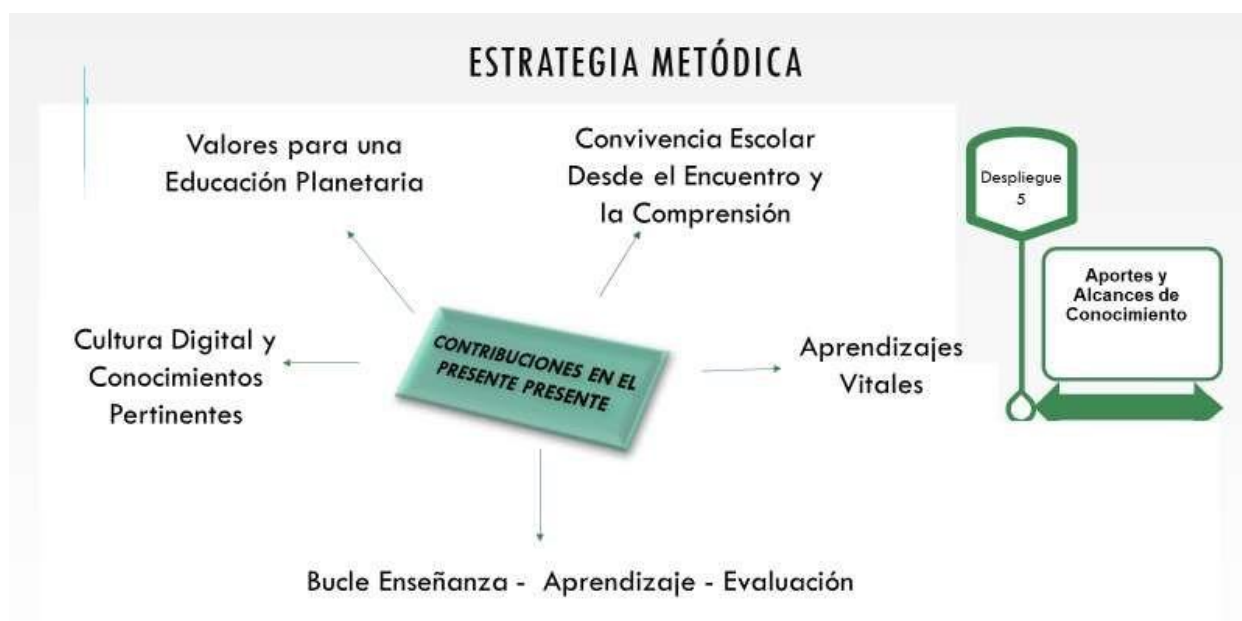 ESTRATEGIA METÓDICA
Valores para una
Educación Planetaria
Convivencia Escolar
Desde el Encuentro y
la Comprensión
Despliegue
5
Aportes y
Alcances de
Conocimiento
Cultura Digital y
Conocimientos
Pertinentes
CONTRIBUCIONES EN EL
PRESENTE PRESENTE
Aprendizajes
Vitales
Bucle Enseñanza - Aprendizaje - Evaluación